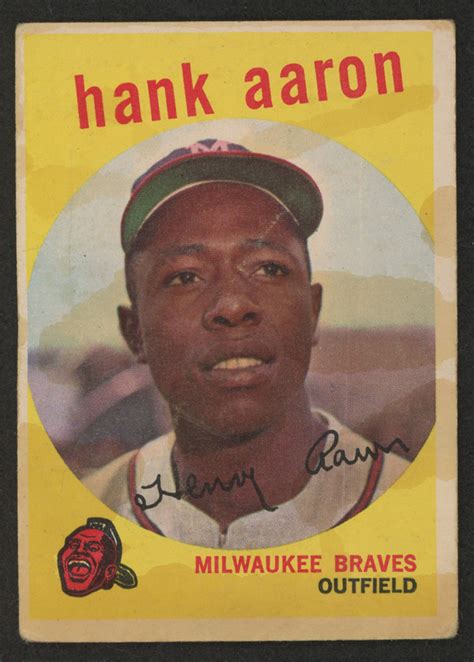 hank aaron
M
Henry Aaron
MILWAUKEE BRAVES
OUTFIELD